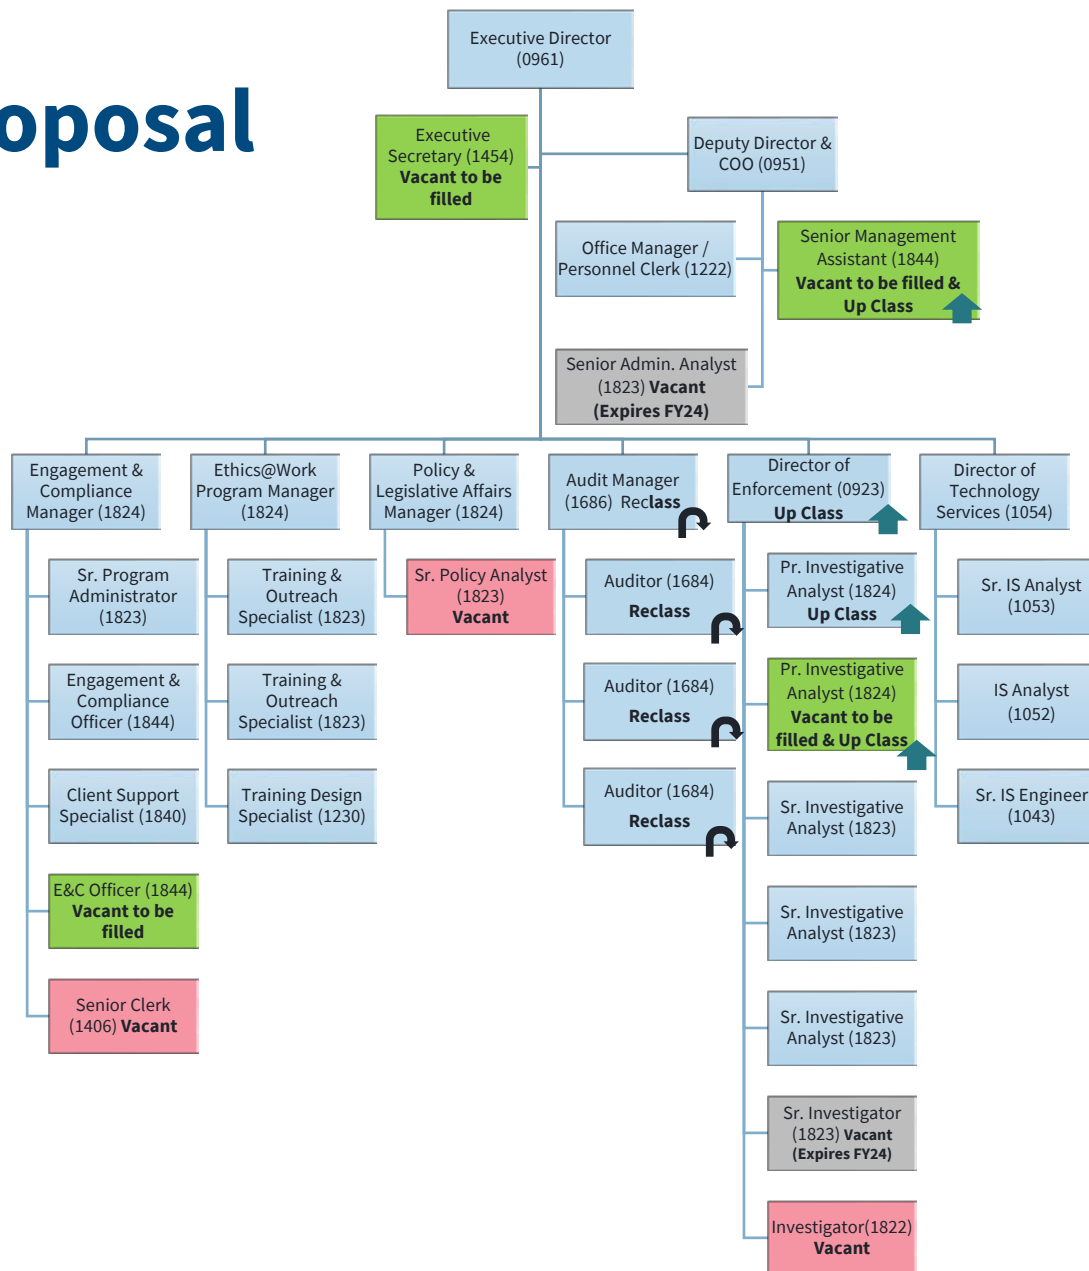 Executive Director
(0961)
oposal
Executive
Secretary (1454)
Vacant to be
filled
Deputy Director &
COO (0951)
Office Manager /
Personnel Clerk (1222)
Senior Management
Assistant (1844)
Vacant to be filled &
Up Class
Senior Admin. Analyst
(1823) Vacant
(Expires FY24)
Engagement &
Compliance
Manager (1824)
Ethics@Work
Program Manager
(1824)
Policy &
Legislative Affairs
Manager (1824)
Audit Manager
(1686) Reclass
Director of
Enforcement (0923)
Up Class
Director of
Technology
Services (1054)
Sr. Program
Administrator
(1823)
Engagement &
Compliance
Officer (1844)
Client Support
Specialist (1840)
E&C Officer (1844)
Vacant to be
filled
Senior Clerk
(1406) Vacant
Training &
Outreach
Specialist (1823)
Training &
Outreach
Specialist (1823)
Training Design
Specialist (1230)
Sr. Policy Analyst
(1823)
Vacant
Auditor (1684)
Reclass
Auditor (1684)
Reclass
Auditor (1684)
Reclass
Pr. Investigative
Analyst (1824)
Up Class
Pr. Investigative
Analyst (1824)
Vacant to be
filled & Up Class
Sr. Investigative
Analyst (1823)
Sr. Investigative
Analyst (1823)
Sr. Investigative
Analyst (1823)
Sr. Investigator
(1823) Vacant
(Expires FY24)
Investigator(1822)
Vacant
Sr. IS Analyst
(1053)
IS Analyst
(1052)
Sr. IS Engineer
(1043)